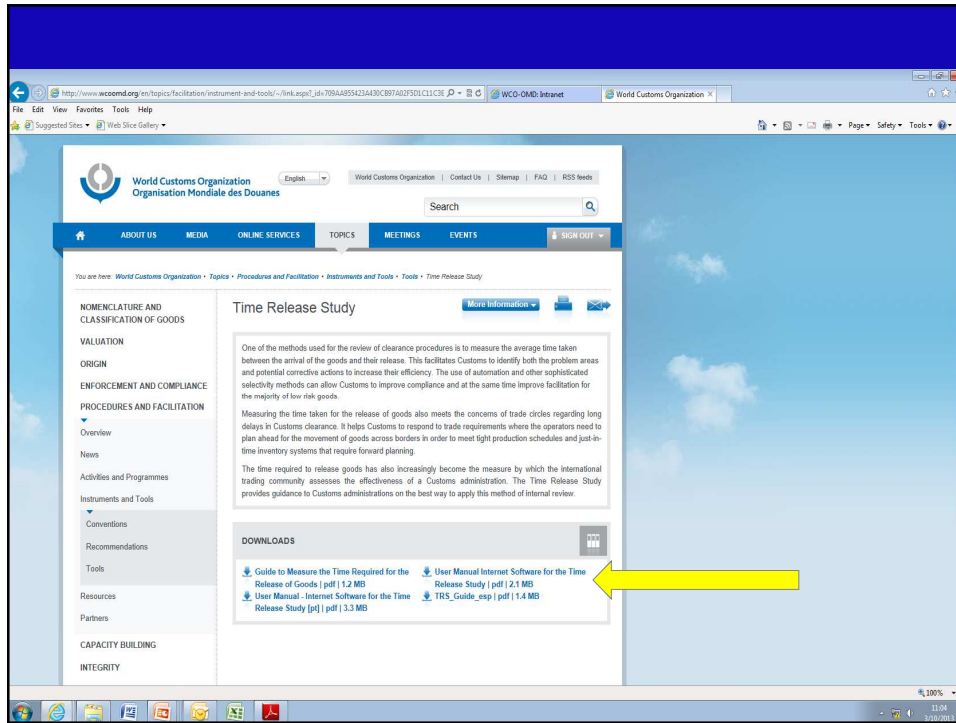 http://www.wcoomd.org/en/topics/facilitation/instrument-and-tools/~/link.aspx?_id=709AA955423A430CB97A02F5D1C11C3E
WCO-OMD: Intranet
World Customs Organization
File Edit View Favorites Tools Help
Suggested Sites Web Slice Gallery
Page Safety Tools
World Customs Organization
Organisation Mondiale des Douanes
English
World Customs Organization | Contact Us | Sitemap | FAQ | RSS feeds
Search
ABOUT US MEDIA ONLINE SERVICES TOPICS MEETINGS EVENTS SIGN OUT
You are here: World Customs Organization • Topics • Procedures and Facilitation • Instruments and Tools • Tools • Time Release Study
NOMENCLATURE AND
CLASSIFICATION OF GOODS
VALUATION
ORIGIN
ENFORCEMENT AND COMPLIANCE
PROCEDURES AND FACILITATION
Overview
News
Activities and Programmes
Instruments and Tools
Conventions
Recommendations
Tools
Resources
Partners
CAPACITY BUILDING
INTEGRITY
Time Release Study
More Information
One of the methods used for the review of clearance procedures is to measure the average time taken
between the arrival of the goods and their release. This facilitates Customs to identify both the problem areas
and potential corrective actions to increase their efficiency. The use of automation and other sophisticated
selectivity methods can allow Customs to improve compliance and at the same time improve facilitation for
the majority of low risk goods.
Measuring the time taken for the release of goods also meets the concerns of trade circles regarding long
delays in Customs clearance. It helps Customs to respond to trade requirements where the operators need to
plan ahead for the movement of goods across borders in order to meet tight production schedules and just-in-
time inventory systems that require forward planning.
The time required to release goods has also increasingly become the measure by which the international
trading community assesses the effectiveness of a Customs administration. The Time Release Study
provides guidance to Customs administrations on the best way to apply this method of internal review.
DOWNLOADS
Guide to Measure the Time Required for the
Release of Goods | pdf | 1.2 MB
User Manual - Internet Software for the Time
Release Study [pt] | pdf | 3.3 MB
User Manual Internet Software for the Time
Release Study | pdf | 2.1 MB
TRS_Guide_esp | pdf | 1.4 MB
100%
11:04
3/10/2013